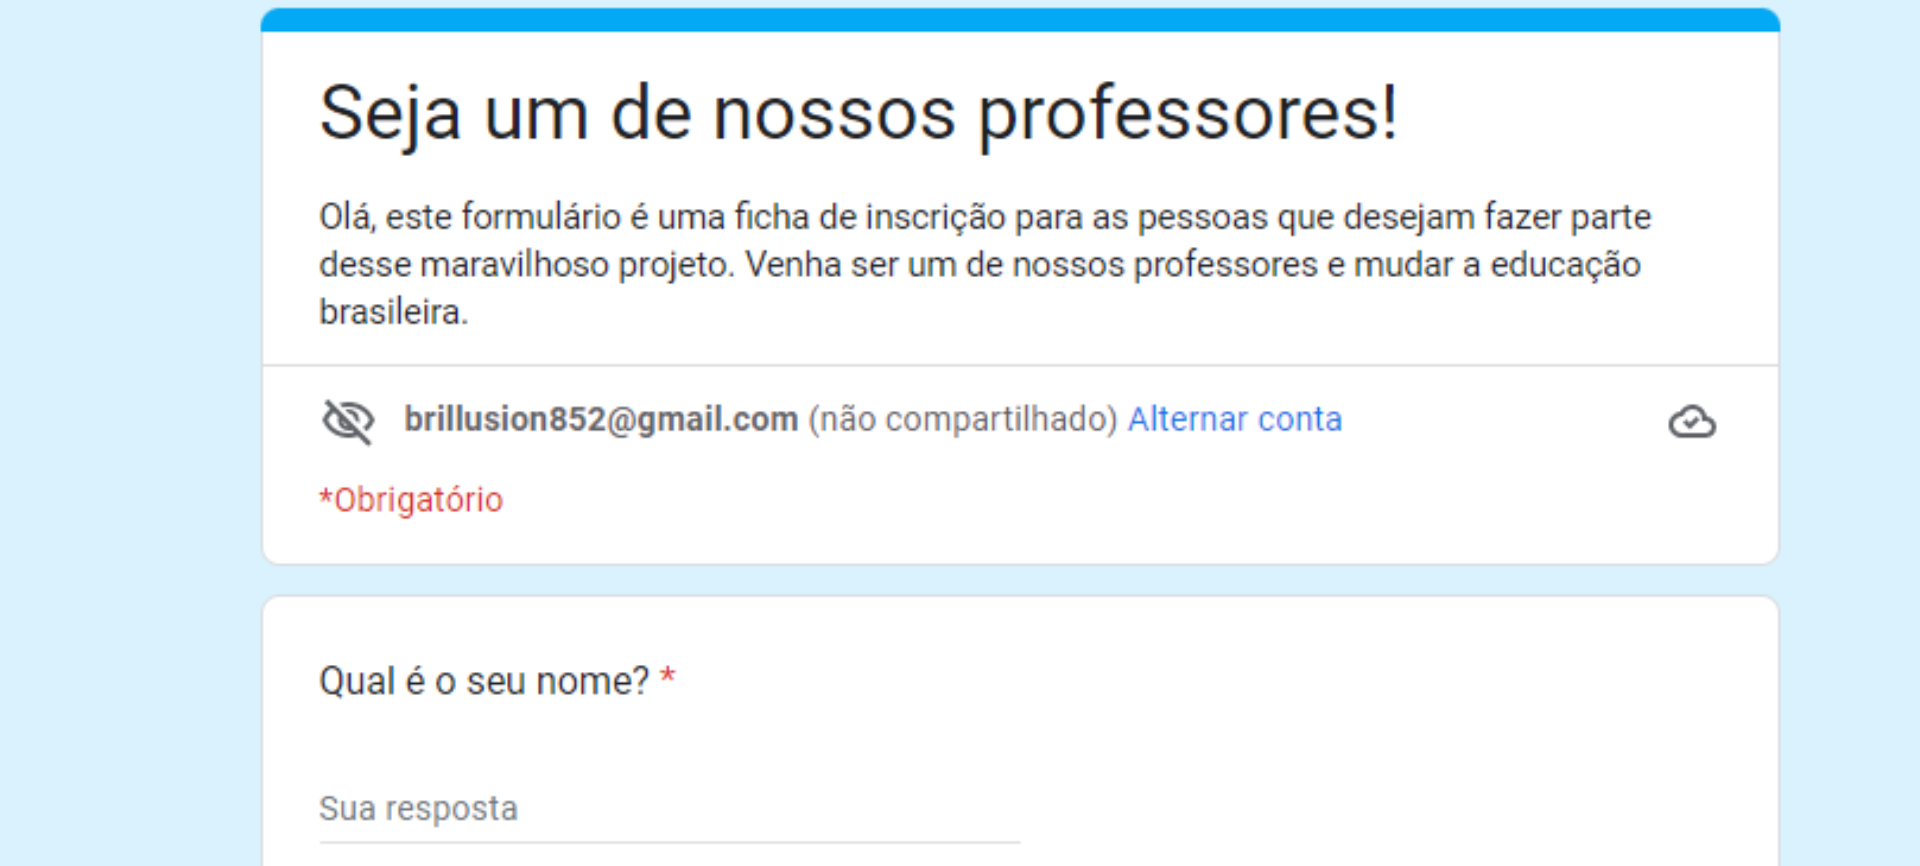 Seja um de nossos professores!
Olá, este formulário é uma ficha de inscrição para as pessoas que desejam fazer parte
desse maravilhoso projeto. Venha ser um de nossos professores e mudar a educação
brasileira.
brillusion852@gmail.com (não compartilhado) Alternar conta
*Obrigatório
Qual é o seu nome? *
Sua resposta